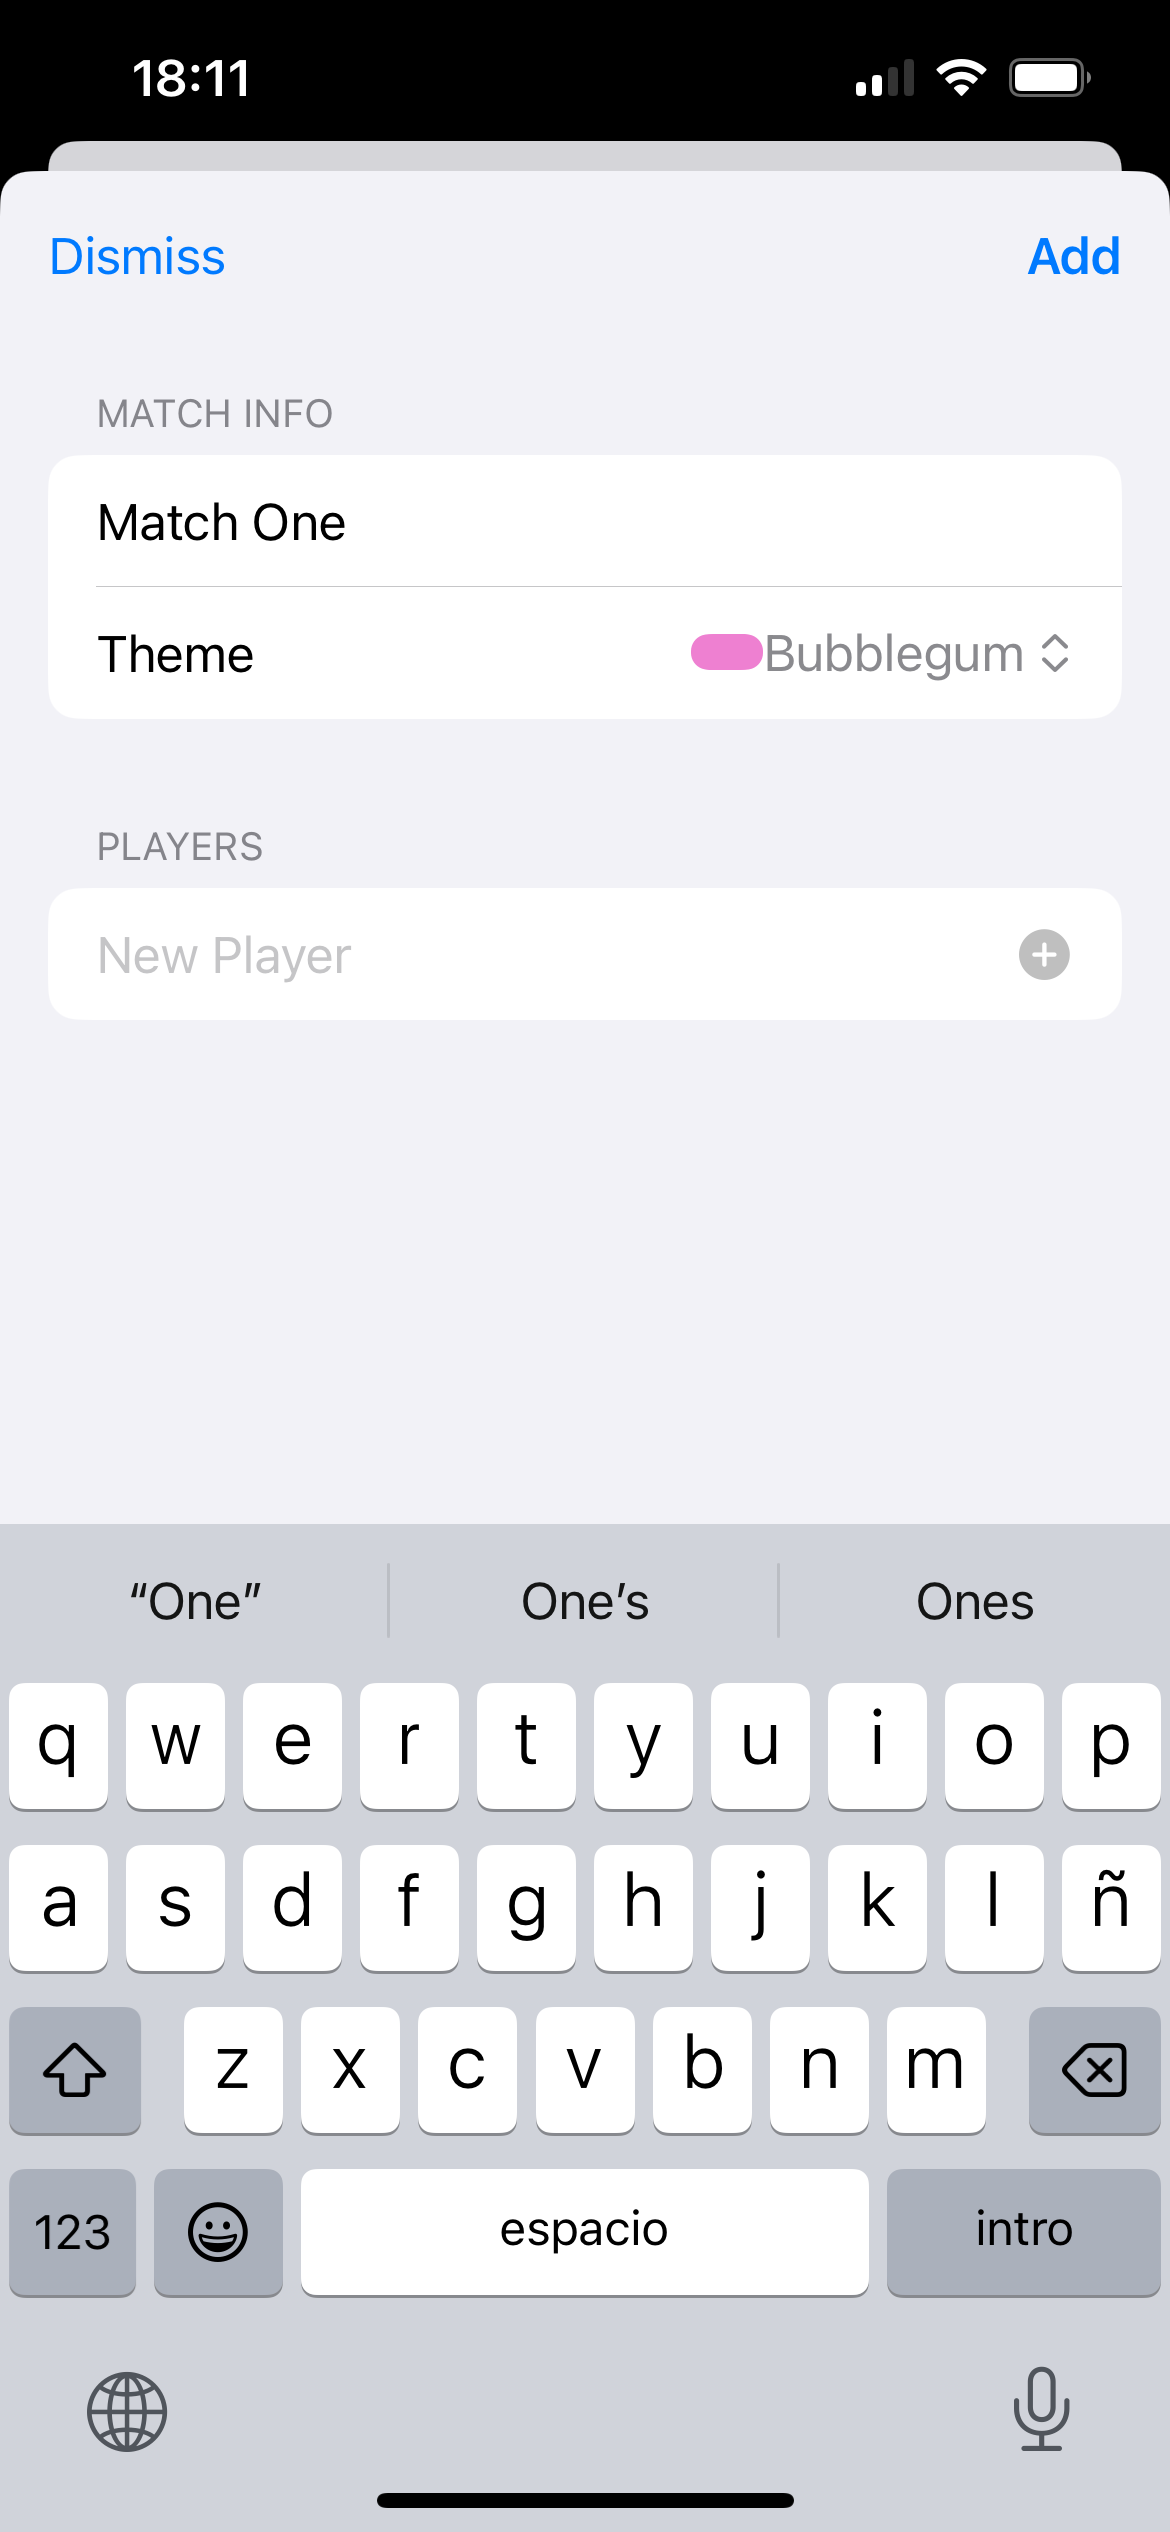 18:11
Dismiss Add
MATCH INFO
Match One
Theme Bubblegum
PLAYERS
New Player
“One” One’s Ones
q w e r t y u i o p
a s d f g h j k l ñ
z x c v b n m
123 espacio intro